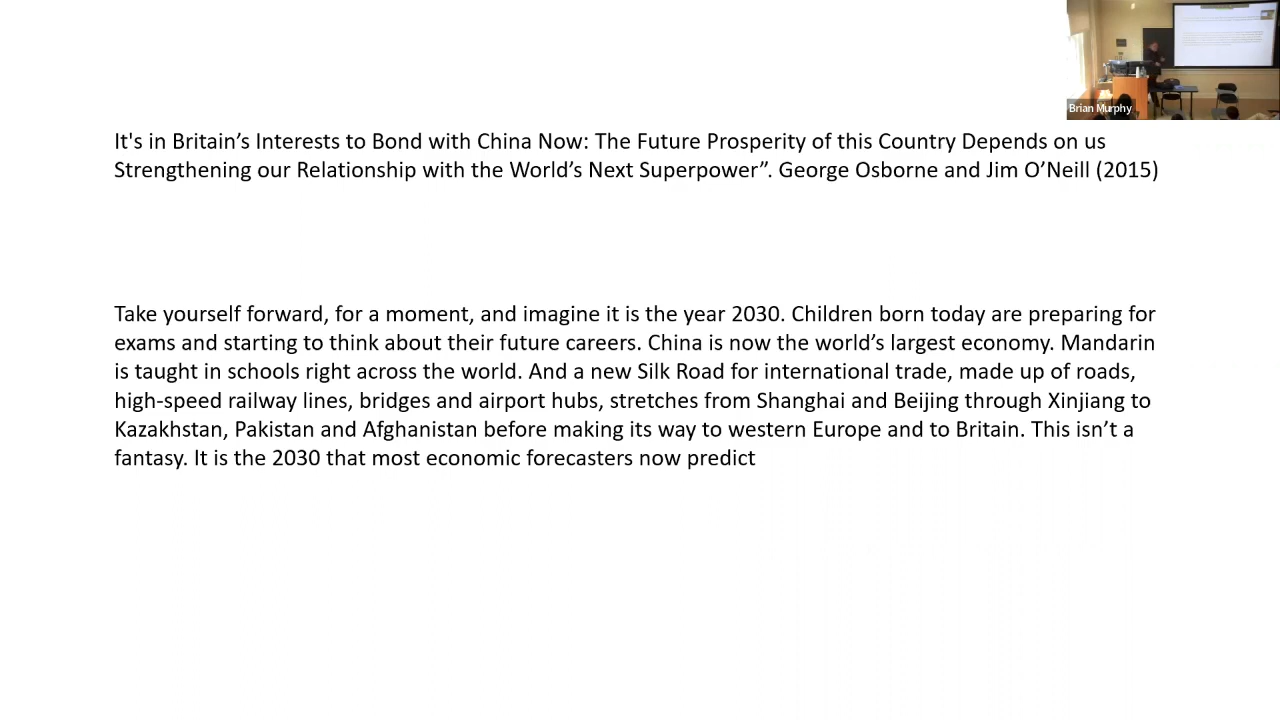 Brian Murphy
It's in Britain’s Interests to Bond with China Now: The Future Prosperity of this Country Depends on us
Strengthening our Relationship with the World’s Next Superpower”. George Osborne and Jim O’Neill (2015)
Take yourself forward, for a moment, and imagine it is the year 2030. Children born today are preparing for
exams and starting to think about their future careers. China is now the world’s largest economy. Mandarin
is taught in schools right across the world. And a new Silk Road for international trade, made up of roads,
high-speed railway lines, bridges and airport hubs, stretches from Shanghai and Beijing through Xinjiang to
Kazakhstan, Pakistan and Afghanistan before making its way to western Europe and to Britain. This isn’t a
fantasy. It is the 2030 that most economic forecasters now predict